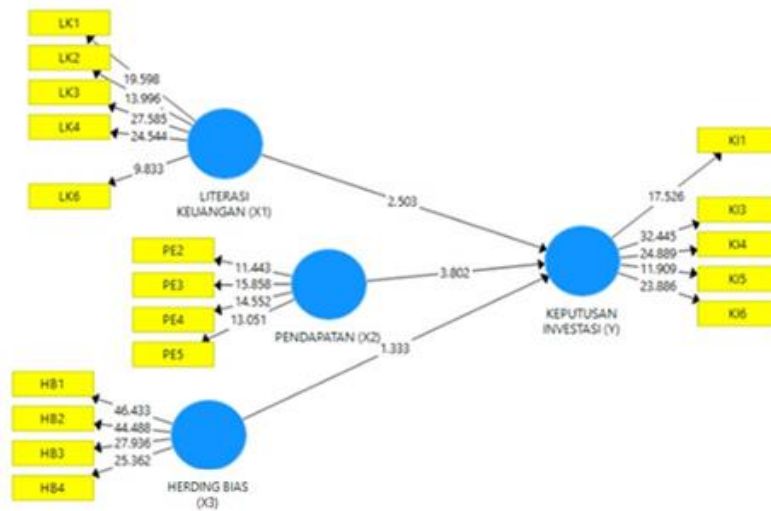 LK1
LK2
LK3
LK4
LK6
19.598
13.996
27.585
24.544
9.833
LITERASI
KEUANGAN (X1)
2.503
PE2
PE3
PE4
PE5
11.443
15.858
14.552
13.051
PENDAPATAN (X2)
3.802
HB1
HB2
HB3
HB4
46.433
44.488
27.936
25.362
HERDING BIAS
(X3)
1.333
KEPUTUSAN
INVESTASI (Y)
17.526
32.445
24.889
11.909
23.886
KI1
KI3
KI4
KI5
KI6